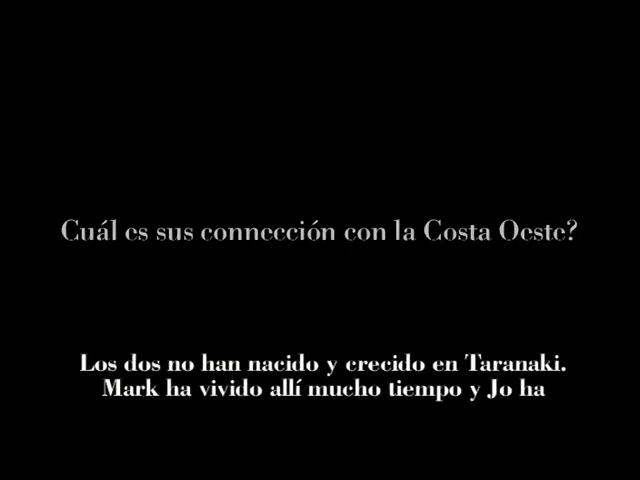 Cuál es sus connección con la Costa Oeste?
Los dos no han nacido y crecido en Taranaki.
Mark ha vivido allí mucho tiempo y Jo ha